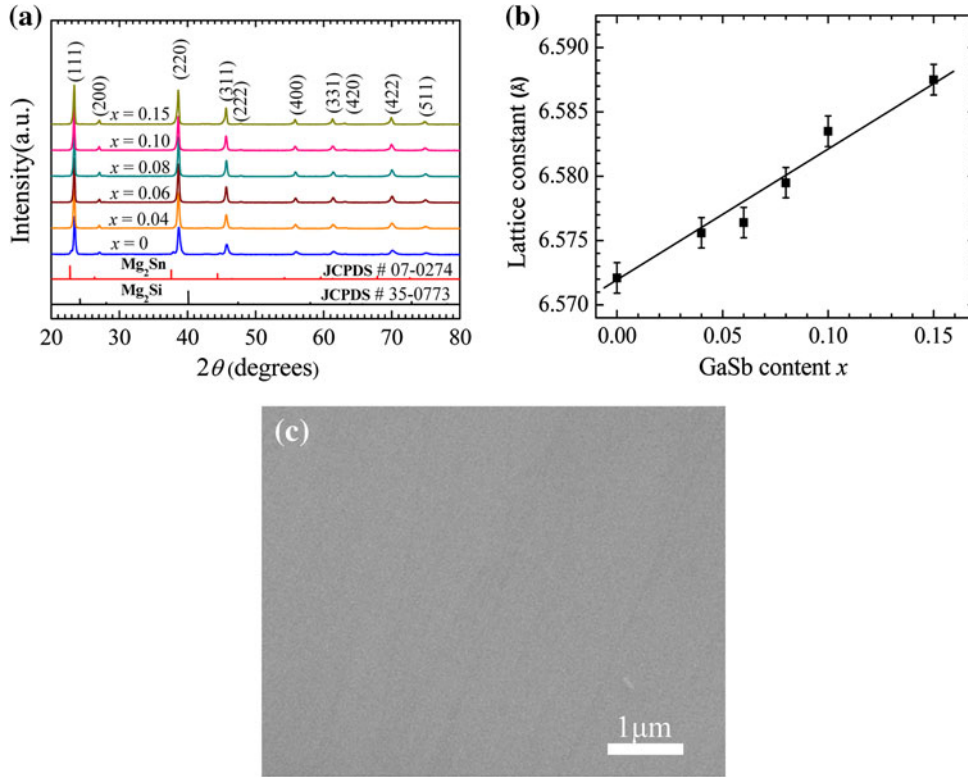 (a)
(111)
(200)
(220)
(311)
(222)
(400)
(331)
(420)
(422)
(511)
x = 0.15
x = 0.10
x = 0.08
x = 0.06
x = 0.04
x = 0
Mg₂Sn
JCPDS # 07-0274
Mg₂Si
JCPDS # 35-0773
Intensity(a.u.)
20 30 40 50 60 70 80
2θ (degrees)
(b)
6.590
6.585
6.580
6.575
6.570
Lattice constant (Å)
0.00 0.05 0.10 0.15
GaSb content x
(c)
1µm